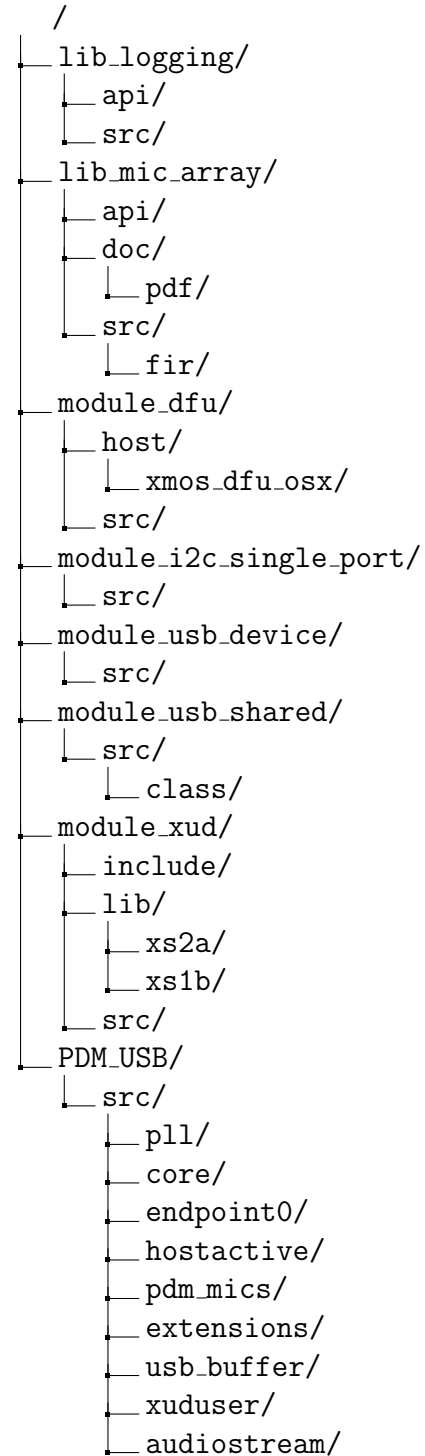 /
lib_logging/
api/
src/
lib_mic_array/
api/
doc/
pdf/
src/
fir/
module_dfu/
host/
xmos_dfu_osx/
src/
module_i2c_single_port/
src/
module_usb_device/
src/
module_usb_shared/
src/
class/
module_xud/
include/
lib/
xs2a/
xs1b/
src/
PDM_USB/
src/
pll/
core/
endpoint0/
hostactive/
pdm_mics/
extensions/
usb_buffer/
xuduser/
audiostream/